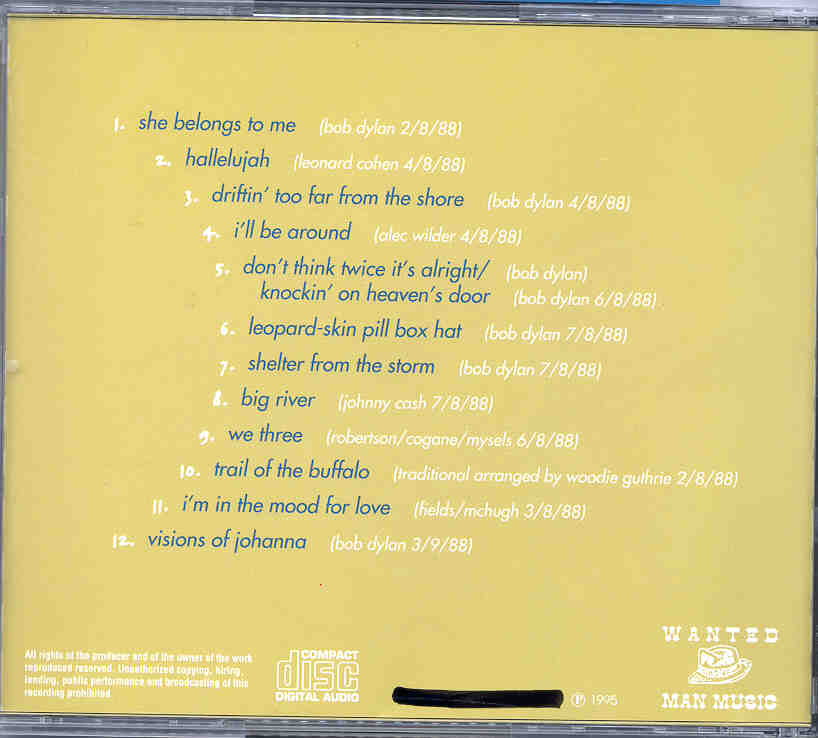 1. she belongs to me (bob dylan 2/8/88)
2. hallelujah (leonard cohen 4/8/88)
3. driftin' too far from the shore (bob dylan 4/8/88)
4. i'll be around (alec wilder 4/8/88)
5. don't think twice it's alright/ (bob dylan)
knockin' on heaven's door (bob dylan 6/8/88)
6. leopard-skin pill box hat (bob dylan 7/8/88)
7. shelter from the storm (bob dylan 7/8/88)
8. big river (johnny cash 7/8/88)
9. we three (robertson/cogane/mysels 6/8/88)
10. trail of the buffalo (traditional arranged by woodie guthrie 2/8/88)
11. i'm in the mood for love (fields/mchugh 3/8/88)
12. visions of johanna (bob dylan 3/9/88)
All rights of the producer and of the owner of the work
reproduced reserved. Unauthorized copying, hiring,
lending, public performance and broadcasting of this
recording prohibited.
COMPACT
disc
DIGITAL AUDIO
℗ 1995
WANTED
MAN MUSIC